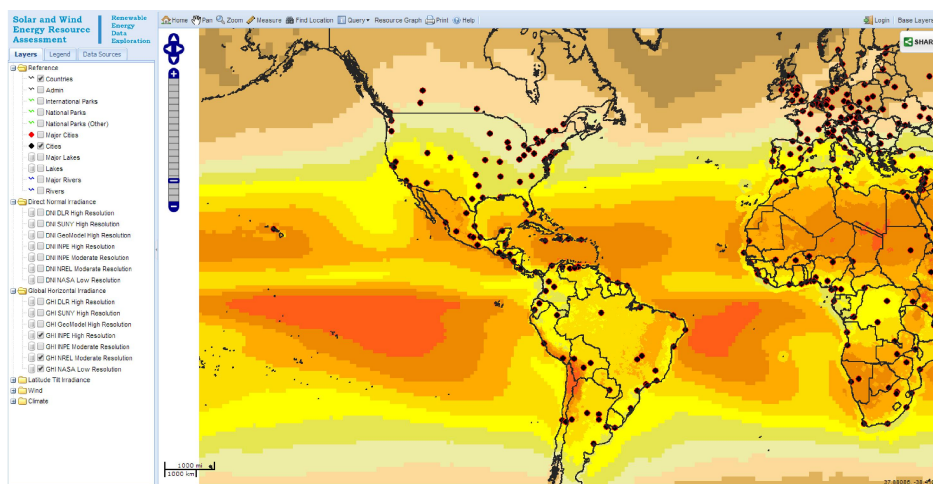 Solar and Wind
Energy Resource
Assessment
Renewable
Energy
Data
Exploration
Home Pan Zoom Measure Find Location Query Resource Graph Print Help
Login Base Layers
SHAR
Layers Legend Data Sources
Reference
Countries
Admin
International Parks
National Parks
National Parks (Other)
Major Cities
Cities
Major Lakes
Lakes
Major Rivers
Rivers
Direct Normal Irradiance
DNI DLR High Resolution
DNI SUNY High Resolution
DNI GeoModel High Resolution
DNI INPE High Resolution
DNI INPE Moderate Resolution
DNI NREL Moderate Resolution
DNI NASA Low Resolution
Global Horizontal Irradiance
GHI DLR High Resolution
GHI SUNY High Resolution
GHI GeoModel High Resolution
GHI INPE High Resolution
GHI INPE Moderate Resolution
GHI NREL Moderate Resolution
GHI NASA Low Resolution
Latitude Tilt Irradiance
Wind
Climate
1000 mi
1000 km